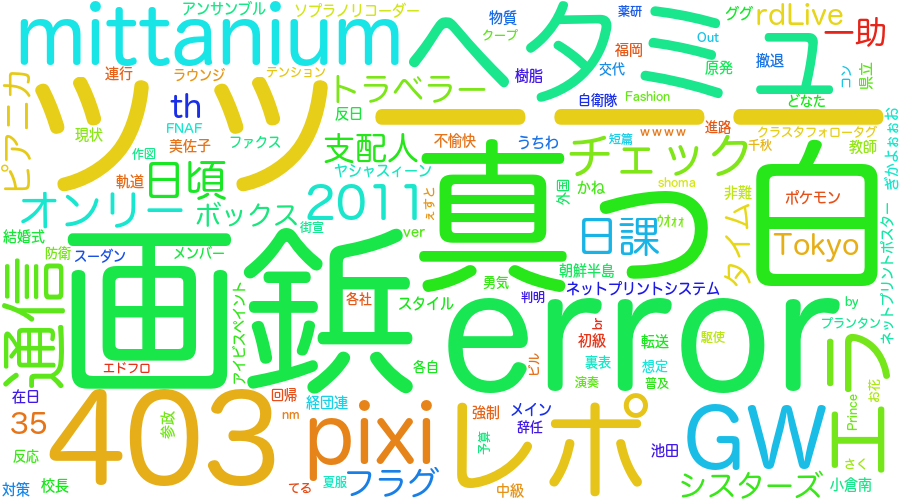 mittanium
アンサンブル
ソプラノリコーダー
ヘタミュ
物質
クープ
薬研
ググ
rdLive
一助
連行
ラウンジ
テンション
樹脂
福岡
交代
Out
原発
撤退
コン
県立
ピアニカ
ツッツーーー
現状
th
FNAF
美佐子
ファクス
トラベラー
反日
自衛隊
Fashion
どなた
ぎかよぉぉお
作図
支配人
不愉快
うちわ
短篇
wwww
進路
クラスタフォロータグ
千秋
教師
軌道
日頃
ヤシャスィーン
チェック
オンリー
ボックス
2011
ぇすと
真っ白
外国
かね
shoma
非難
ポケモン
結婚式
街宣
ver
日課
ウォォ
タイム
Tokyo
ネットプリントポスター
通信
防衛
スーダン
メンバー
画鋲
朝鮮半島
勇気
ネットプリントシステム
判明
アイビスペイント
各社
スタイル
error
br
初級
転送
駆使
by
プランタン
エドフロ
各自
ビル
裏表
想定
演奏
普及
エラ
お花
Prince
在日
403
回帰
nm
経団連
pixi
強制
メイン
辞任
レポ
GW
35
参政
反応
予算
池田
さく
対策
校長
てる
夏服
フラグ
中級
シスターズ
小倉南